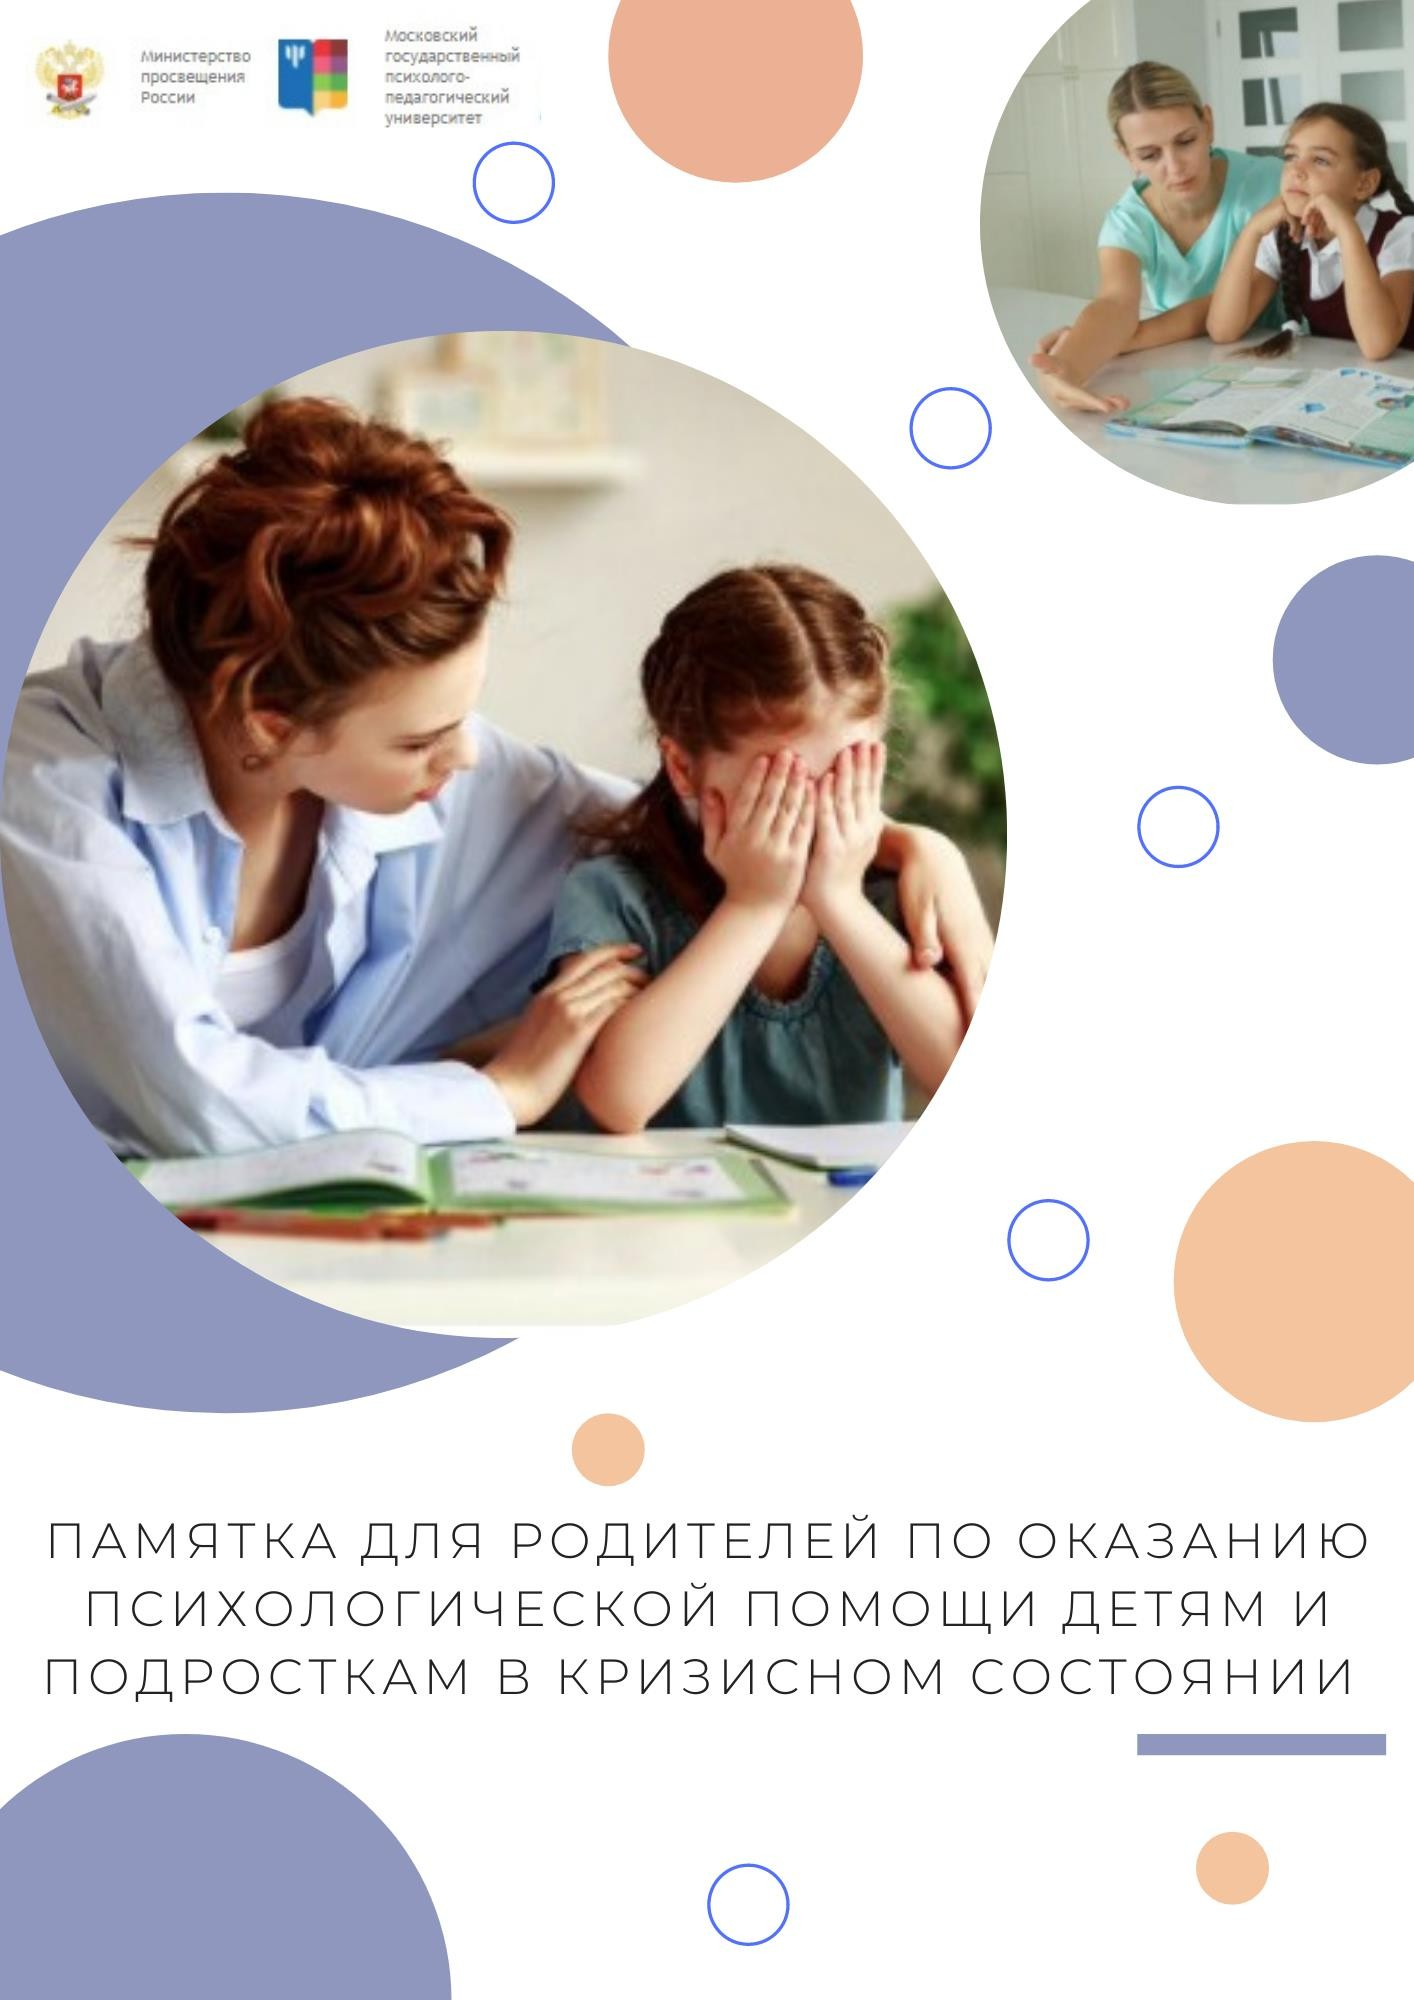 Министерство
просвещения
России
Московский
государственный
психолого-
педагогический
университет
ПАМЯТКА ДЛЯ РОДИТЕЛЕЙ ПО ОКАЗАНИЮ
ПСИХОЛОГИЧЕСКОЙ ПОМОЩИ ДЕТЯМ И
ПОДРОСТКАМ В КРИЗИСНОМ СОСТОЯНИИ